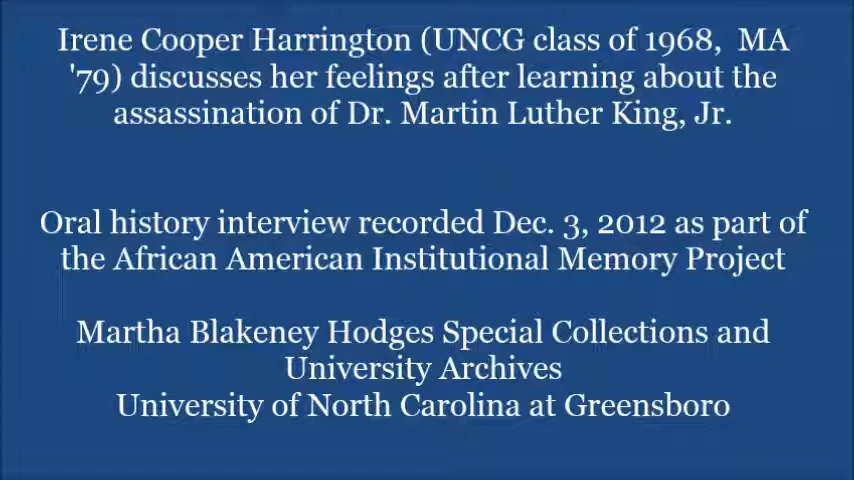 Irene Cooper Harrington (UNCG class of 1968,  MA
'79) discusses her feelings after learning about the
assassination of Dr. Martin Luther King, Jr.
Oral history interview recorded Dec. 3, 2012 as part of
the African American Institutional Memory Project
Martha Blakeney Hodges Special Collections and
University Archives
University of North Carolina at Greensboro